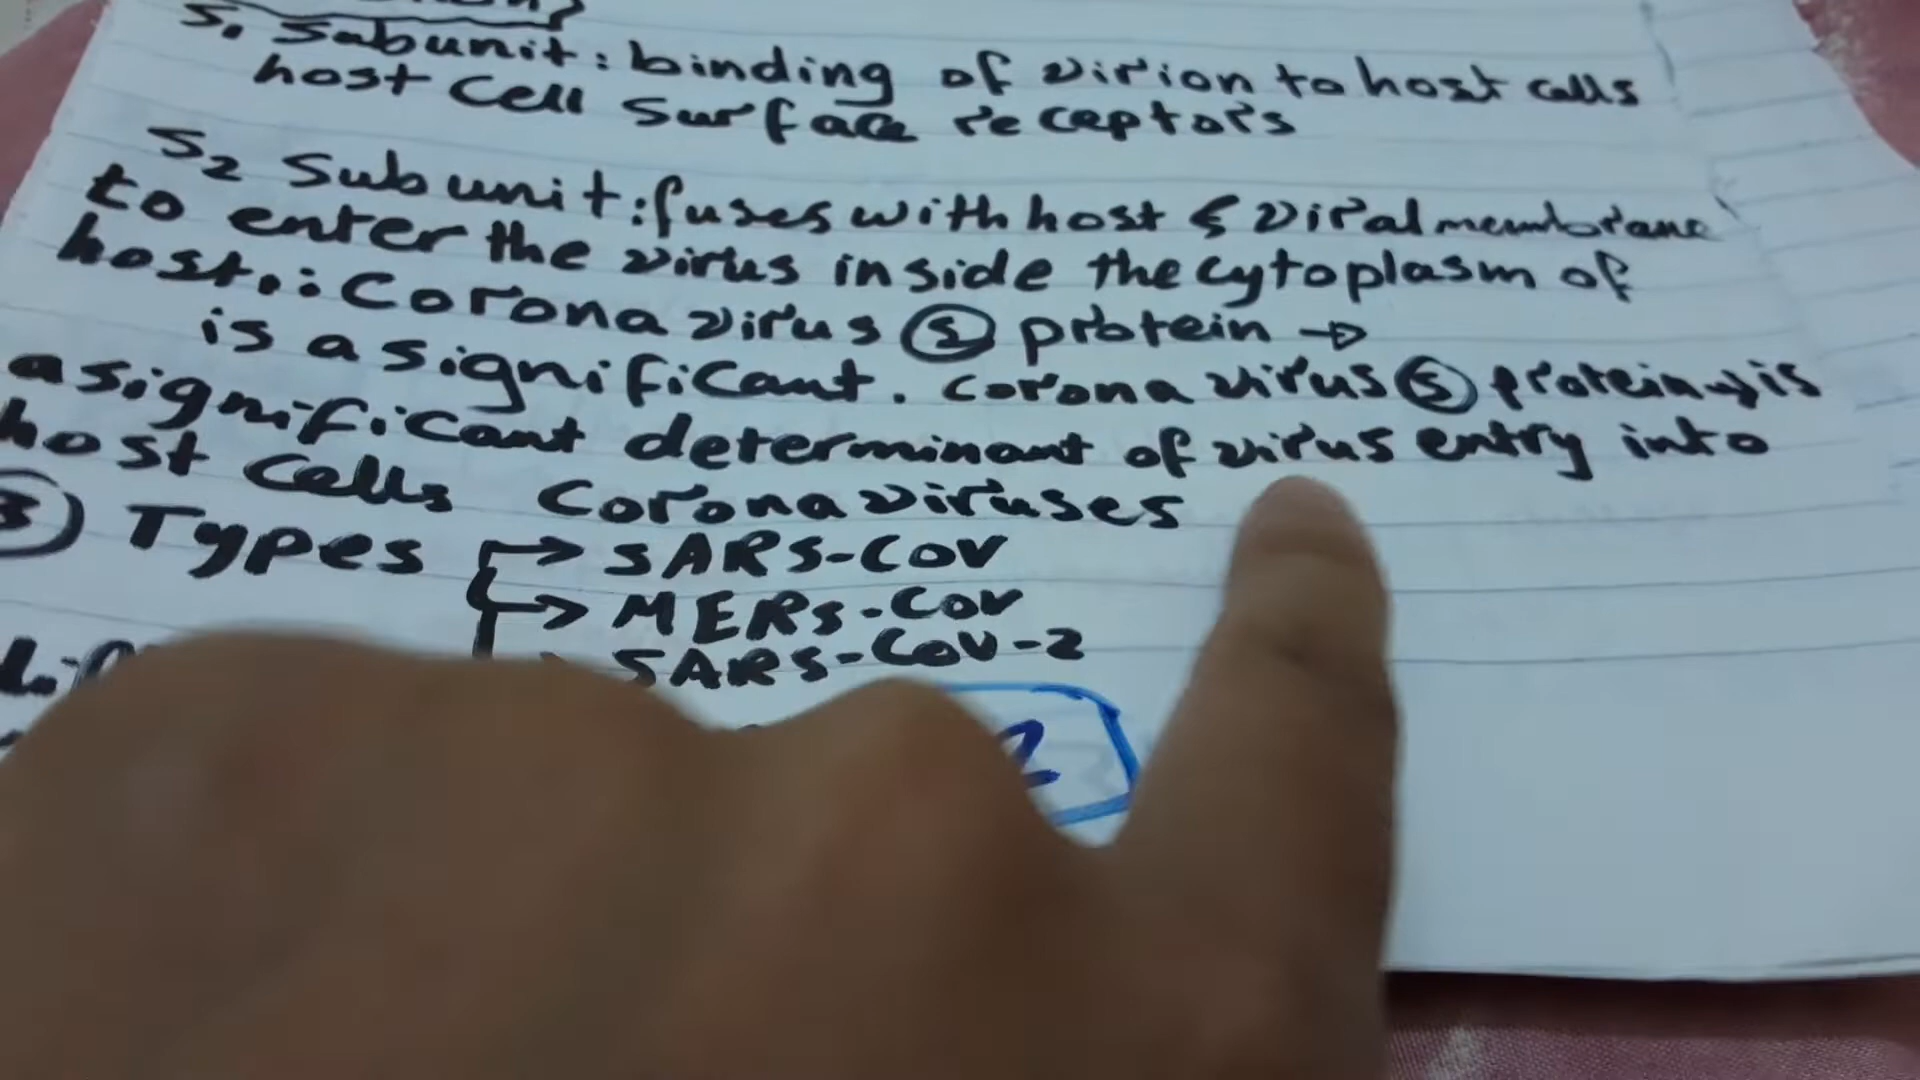 S1 Subunit: binding of virion to host cells
host Cell Surface receptors
S2 Subunit: fuses with host & viral membrane
to enter the virus inside the cytoplasm of
host.: Corona virus Ⓢ protein →
is a significant. corona virus Ⓢ protein → is
a significant determinant of virus entry into
host Cells Coronaviruses
③ Types → SARS-COV
→ MERS-COV
SARS-COV-2
2